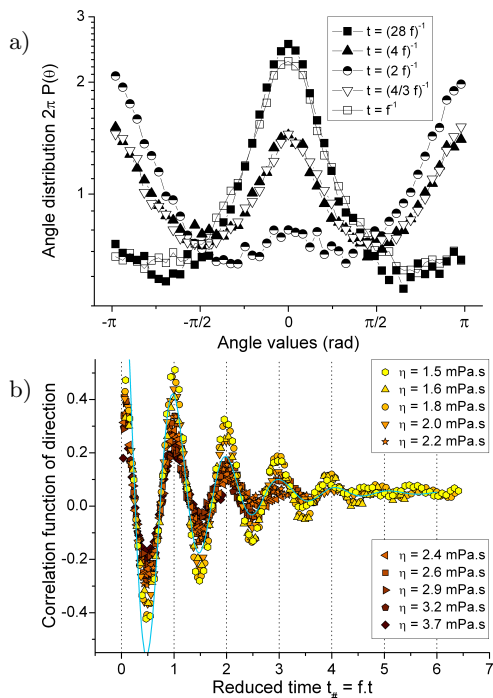 a)
Angle distribution 2π P(θ)
3
2
1
t = (28 f)⁻¹
t = (4 f)⁻¹
t = (2 f)⁻¹
t = (4/3 f)⁻¹
t = f⁻¹
-π -π/2 0 π/2 π
Angle values (rad)
b)
Correlation function of direction
0.4
0.2
0.0
-0.2
-0.4
η = 1.5 mPa.s
η = 1.6 mPa.s
η = 1.8 mPa.s
η = 2.0 mPa.s
η = 2.2 mPa.s
η = 2.4 mPa.s
η = 2.6 mPa.s
η = 2.9 mPa.s
η = 3.2 mPa.s
η = 3.7 mPa.s
0 1 2 3 4 5 6 7
Reduced time t# = f.t